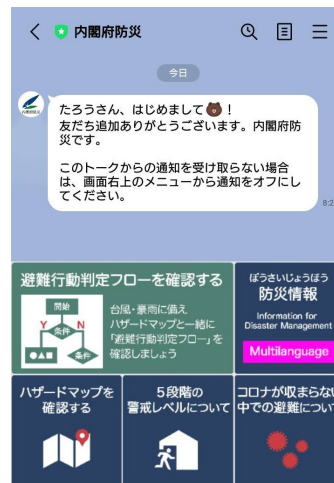 内閣府防災
今日
たろうさん、はじめまして！
友だち追加ありがとうございます。内閣府防
災です。
このトークからの通知を受け取らない場合
は、画面右上のメニューから通知をオフにし
てください。
8:2
避難行動判定フローを確認する
開始
Y
条件
N
条件
台風・豪雨に備え
ハザードマップと一緒に
「避難行動判定フロー」を
確認しましょう
ぼうさいじょうほう
防災情報
Information for
Disaster Management
Multilanguage
ハザードマップを
確認する
5段階の
警戒レベルについて
コロナが収まらない
中での避難につい